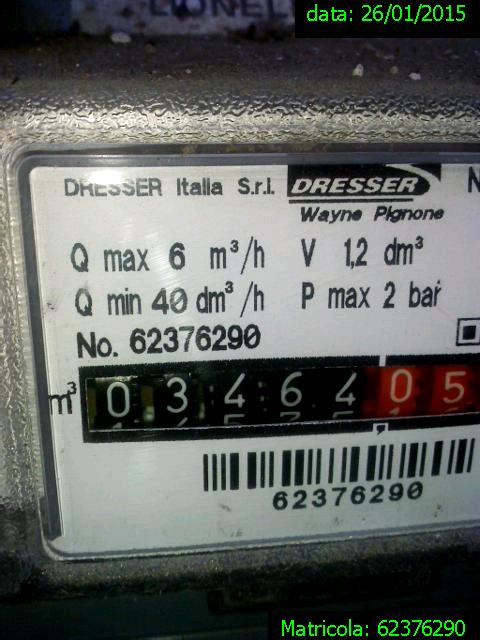 data: 26/01/2015
LIONEL
DRESSER Italia S.r.l.
DRESSER
Wayne Pignone
N
Q max 6 m³/h
V 1,2 dm³
Q min 40 dm³/h
P max 2 bar
No. 62376290
m³ 0 3 4 6 4 , 0 5
62376290
Matricola: 62376290